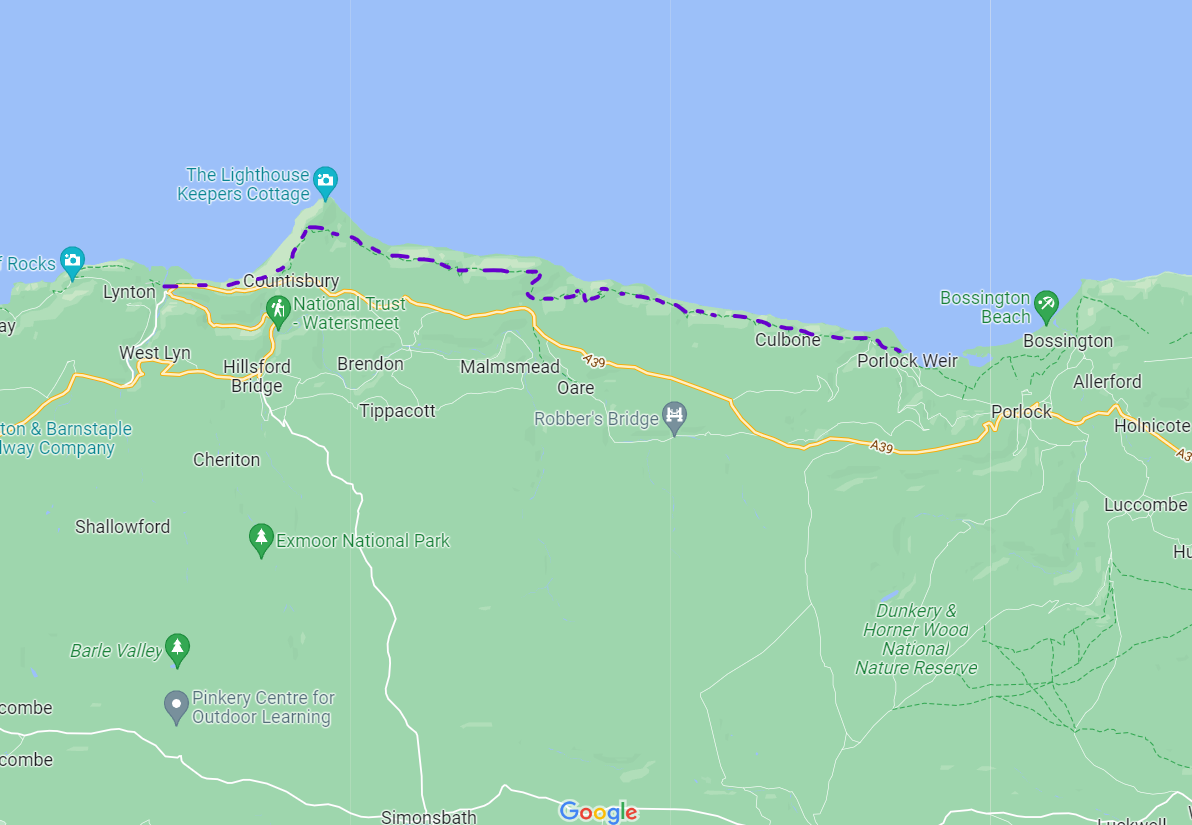 The Lighthouse
Keepers Cottage
f Rocks
Lynton
Countisbury
National Trust
- Watersmeet
Bossington
Beach
Bossington
ay
West Lyn
Hillsford
Bridge
Brendon
Malmsmead
A39
Culbone
Porlock Weir
Oare
Allerford
Tippacott
Robber's Bridge
Porlock
Holnicote
ton & Barnstaple
lway Company
A39
A3
Cheriton
Luccombe
Shallowford
Exmoor National Park
Hu
Dunkery &
Horner Wood
National
Nature Reserve
Barle Valley
Pinkery Centre for
Outdoor Learning
combe
combe
Simonsbath
Google
Luckwell
W